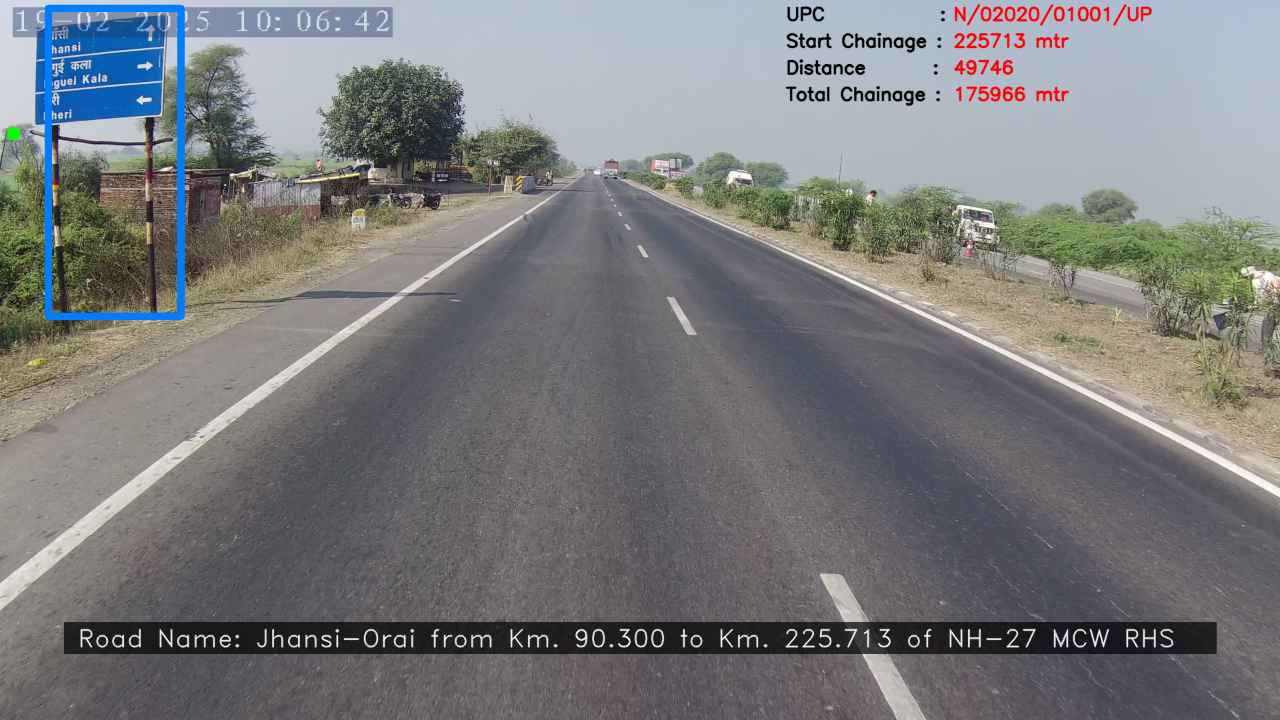 19-02 2025 10:06:42
UPC : N/02020/01001/UP
Start Chainage : 225713 mtr
Distance : 49746
Total Chainage : 175966 mtr
Kala
Road Name: Jhansi-Orai from Km. 90.300 to Km. 225.713 of NH-27 MCW RHS